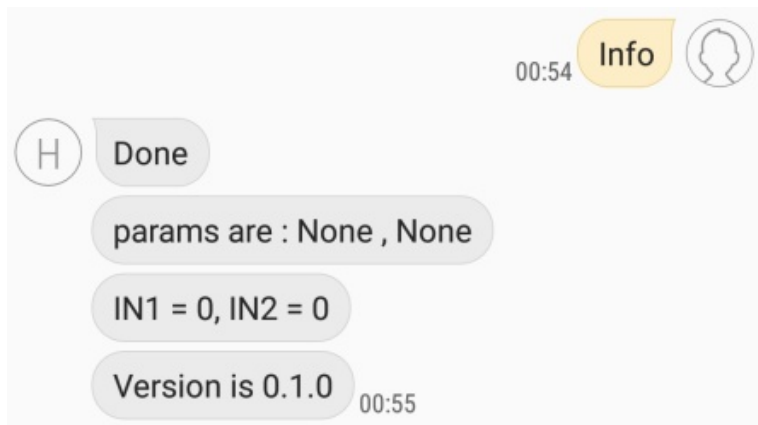 Info
00:54
H
Done
params are : None , None
IN1 = 0, IN2 = 0
Version is 0.1.0
00:55